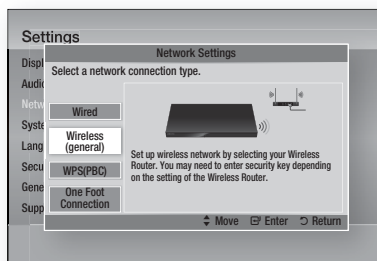 Settings
Network Settings
Displ
Select a network connection type.
Audio
Netw
Wired
Syste
Wireless
(general)
Lang
Set up wireless network by selecting your Wireless
Router. You may need to enter security key depending
on the setting of the Wireless Router.
Secu
WPS(PBC)
Gene
One Foot
Connection
Supp
Move Enter Return